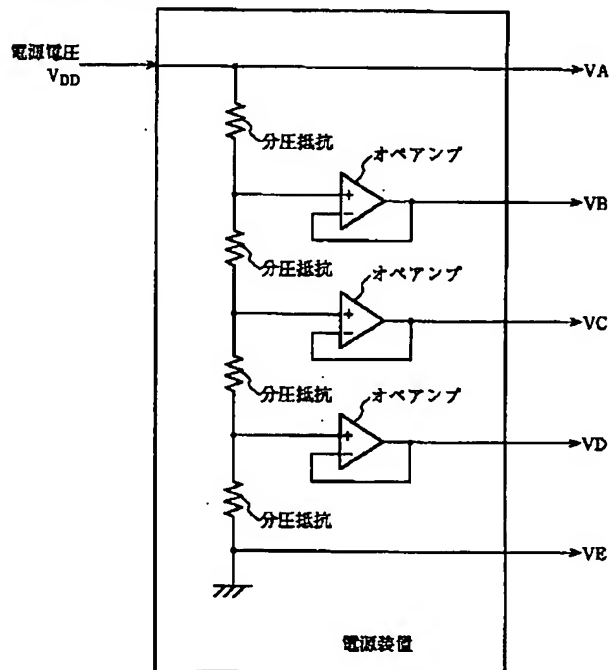 電源電圧
VDD
VA
分圧抵抗
オペアンプ
VB
分圧抵抗
オペアンプ
VC
分圧抵抗
オペアンプ
VD
分圧抵抗
VE
電源装置